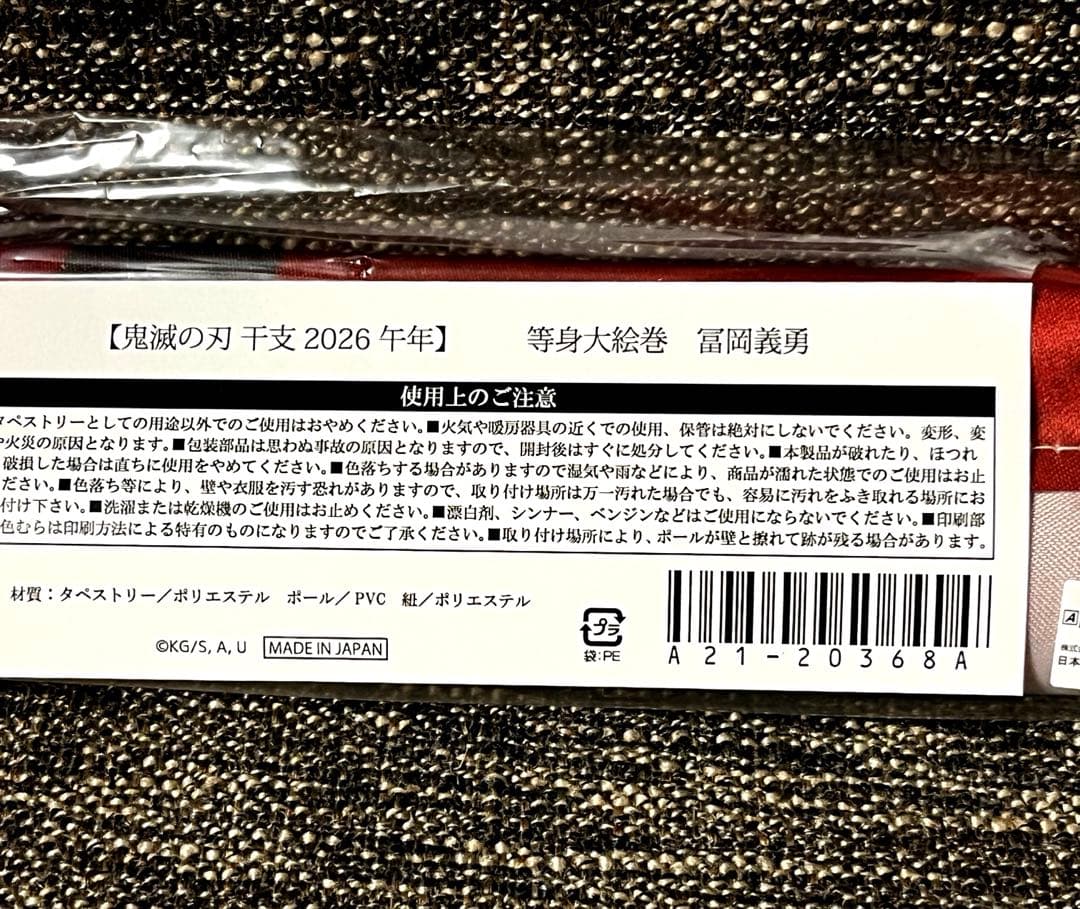 【鬼滅の刃 干支 2026 午年】 等身大絵巻 冨岡義勇
使用上のご注意
タペストリーとしての用途以外でのご使用はおやめください。■火気や暖房器具の近くでの使用、保管は絶対にしないでください。変形、変
や火災の原因となります。■包装部品は思わぬ事故の原因となりますので、開封後はすぐに処分してください。■本製品が破れたり、ほつれ
破損した場合は直ちに使用をやめてください。■色落ちする場合がありますので湿気や雨などにより、商品が濡れた状態でのご使用はお止
ださい。■色落ち等により、壁や衣服を汚す恐れがありますので、取り付け場所は万一汚れた場合でも、容易に汚れをふき取れる場所にお
付け下さい。■洗濯または乾燥機のご使用はお止めください。■漂白剤、シンナー、ベンジンなどはご使用にならないでください。■印刷部
色むらは印刷方法による特有のものになりますのでご了承ください。■取り付け場所により、ポールが壁と擦れて跡が残る場合があります。
材質：タペストリー／ポリエステル ポール／PVC 紐／ポリエステル
©KG/S, A, U MADE IN JAPAN
プラ
袋:PE
A21-20368A
A
株式
日本